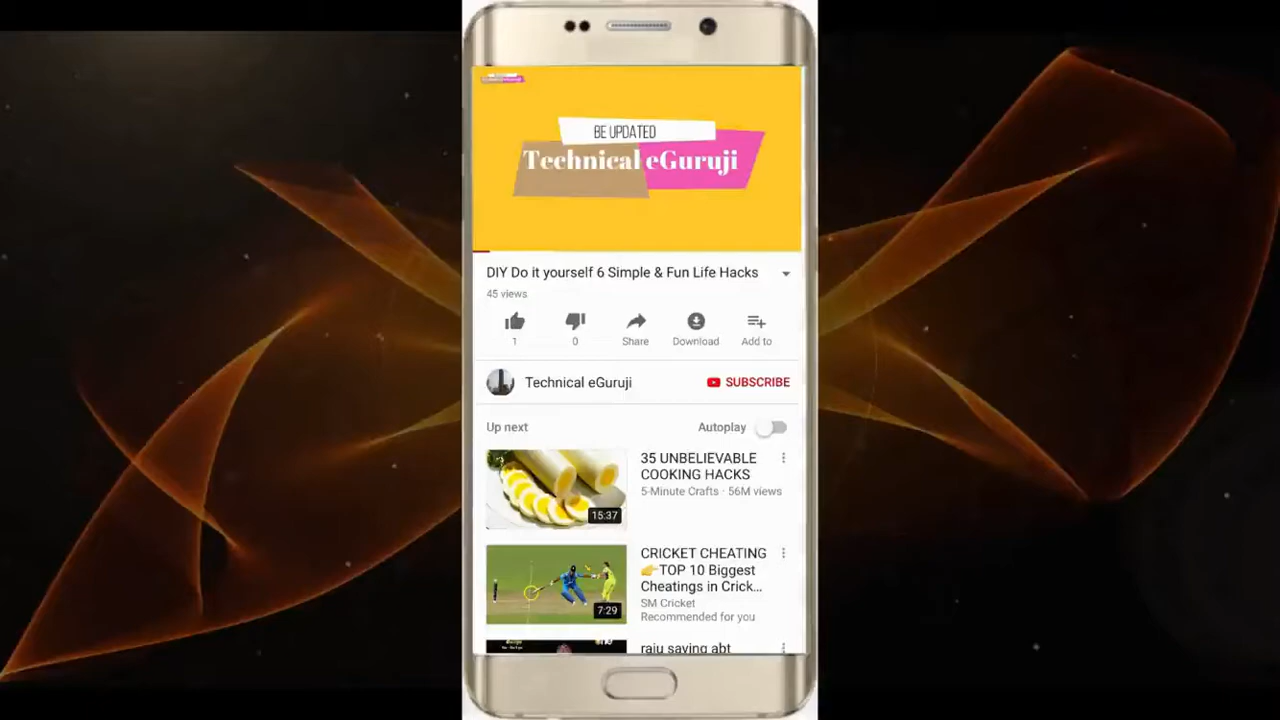 BE UPDATED
Technical eGuruji
DIY Do it yourself 6 Simple & Fun Life Hacks
45 views
1
0
Share
Download
Add to
Technical eGuruji
SUBSCRIBE
Up next
Autoplay
35 UNBELIEVABLE
COOKING HACKS
5-Minute Crafts · 56M views
15:37
CRICKET CHEATING
👉TOP 10 Biggest
Cheatings in Crick...
SM Cricket
Recommended for you
7:29
raju saying abt